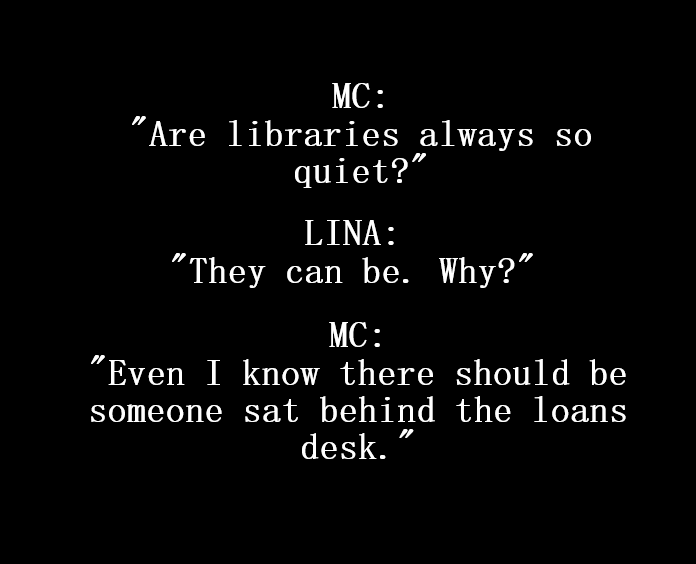 MC:
"Are libraries always so
quiet?"
LINA:
"They can be. Why?"
MC:
"Even I know there should be
someone sat behind the loans
desk."